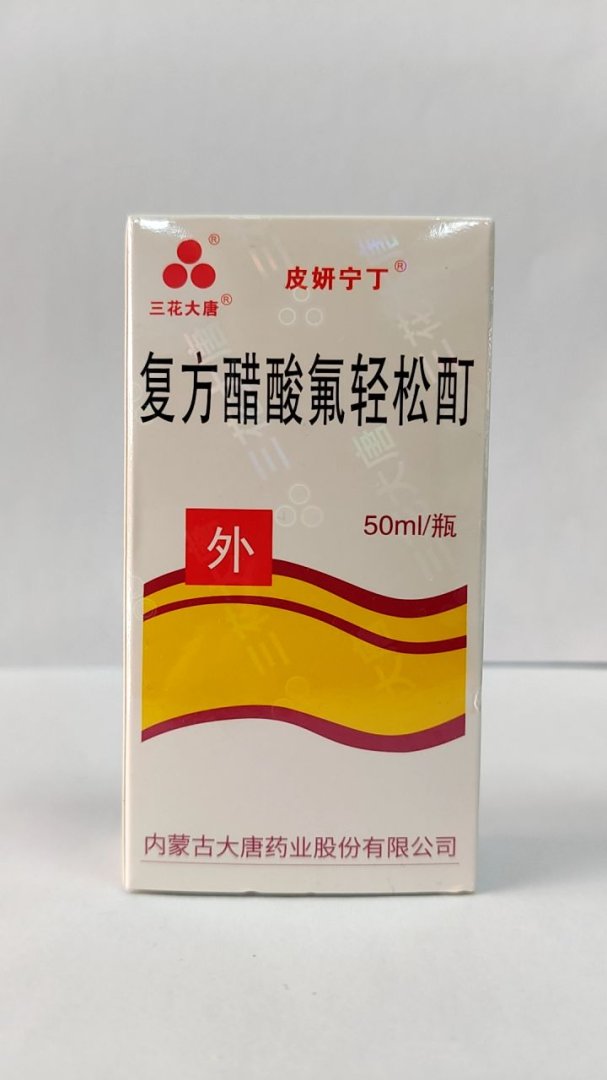 三花大唐®
皮妍宁丁®
复方醋酸氟轻松酊
50ml/瓶
外
内蒙古大唐药业股份有限公司